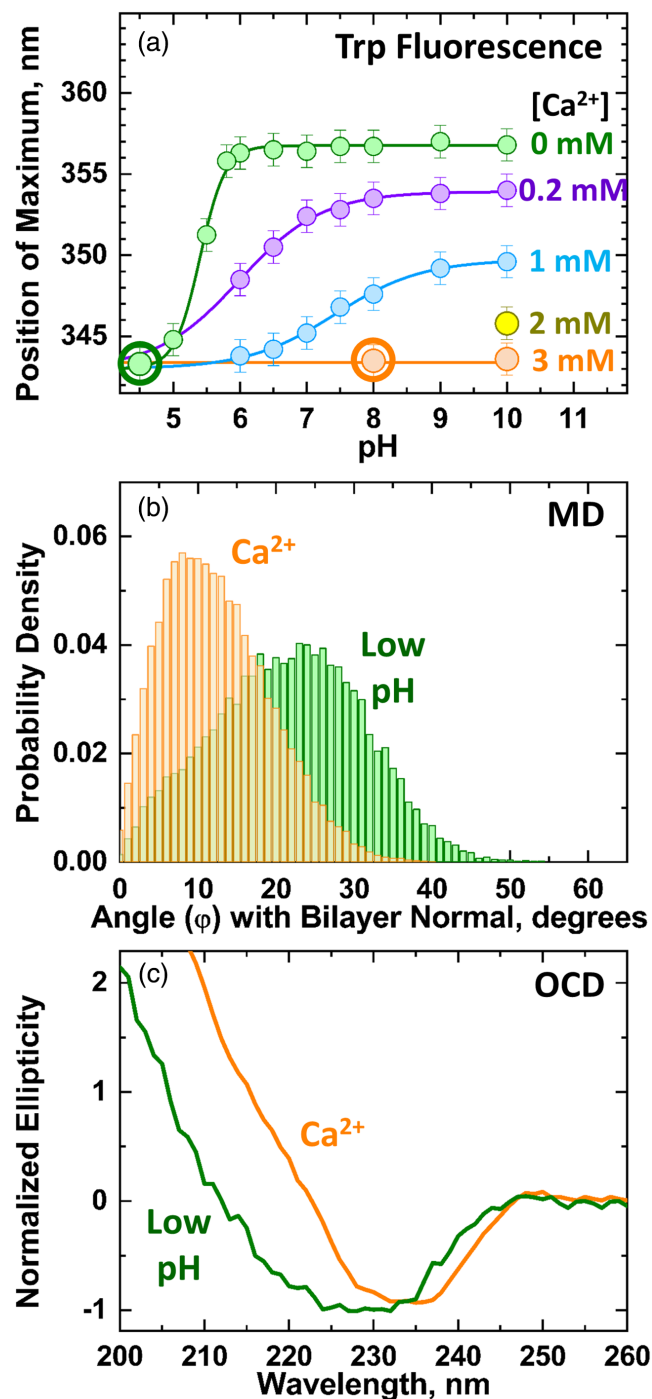 (a)
Trp Fluorescence
[Ca²⁺]
0 mM
0.2 mM
1 mM
2 mM
3 mM
Position of Maximum, nm
360
355
350
345
5 6 7 8 9 10 11
pH
(b)
MD
Ca²⁺
Low
pH
Probability Density
0.06
0.04
0.02
0.00
0 10 20 30 40 50 60
Angle (φ) with Bilayer Normal, degrees
(c)
OCD
Ca²⁺
Low
pH
Normalized Ellipticity
2
1
0
-1
200 210 220 230 240 250 260
Wavelength, nm